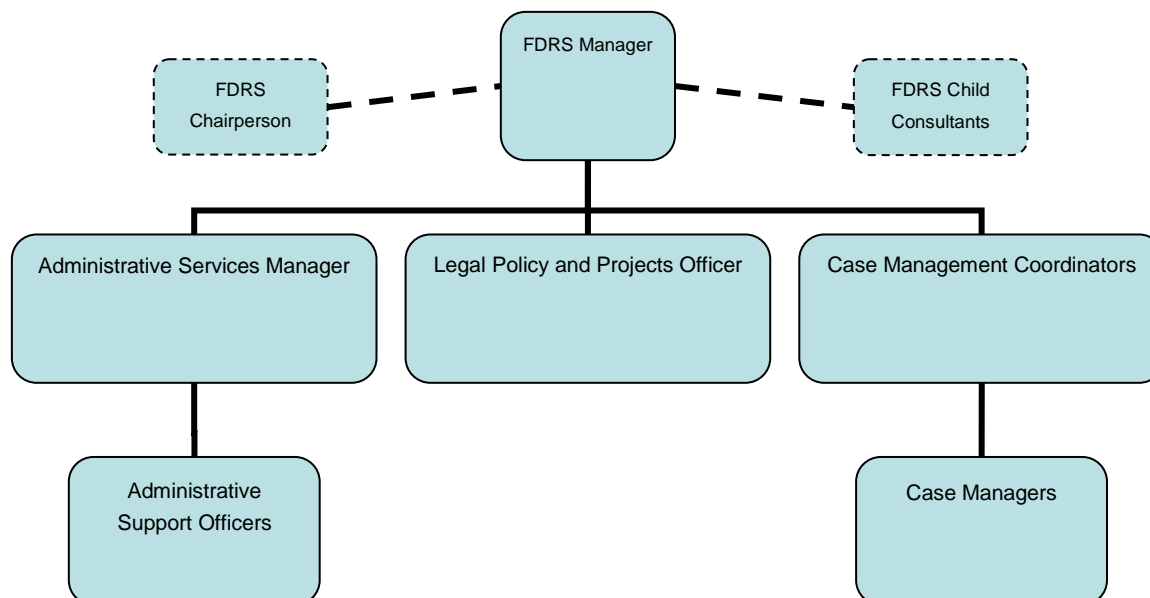 FDRS Manager
FDRS
Chairperson
FDRS Child
Consultants
Administrative Services Manager
Legal Policy and Projects Officer
Case Management Coordinators
Administrative
Support Officers
Case Managers